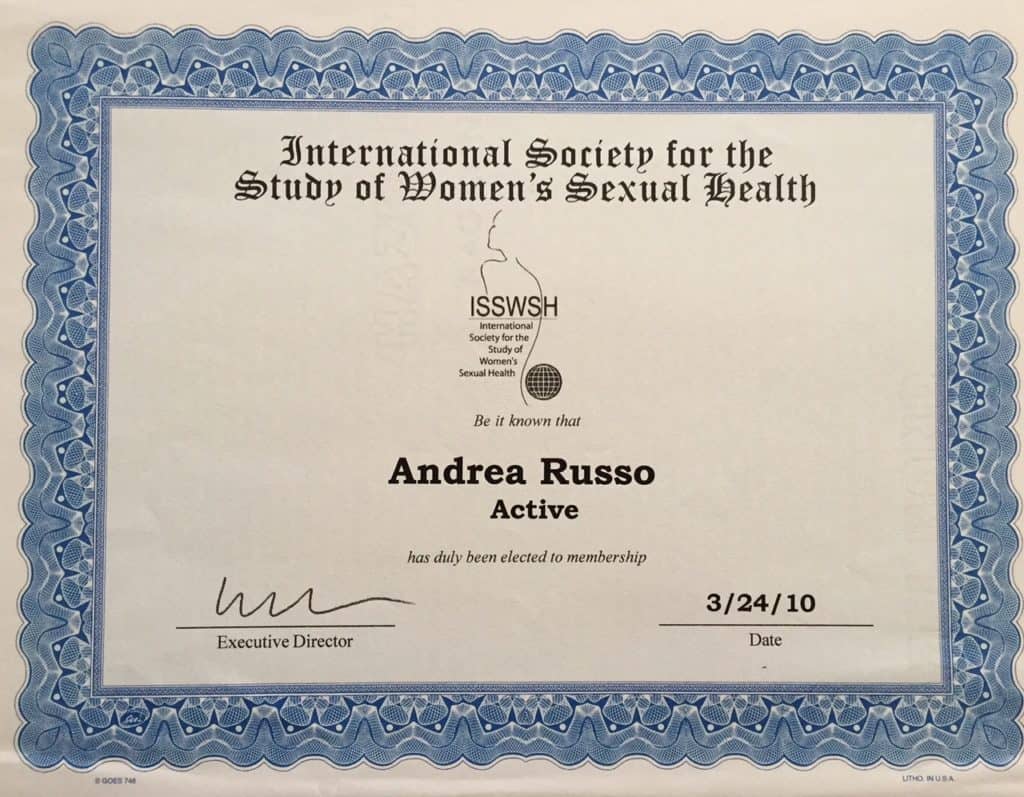 International Society for the
Study of Women's Sexual Health
ISSWSH
International
Society for the
Study of
Women's
Sexual Health
Be it known that
Andrea Russo
Active
has duly been elected to membership
3/24/10
Executive Director
Date
© GOES 748
LITHO. IN U.S.A.